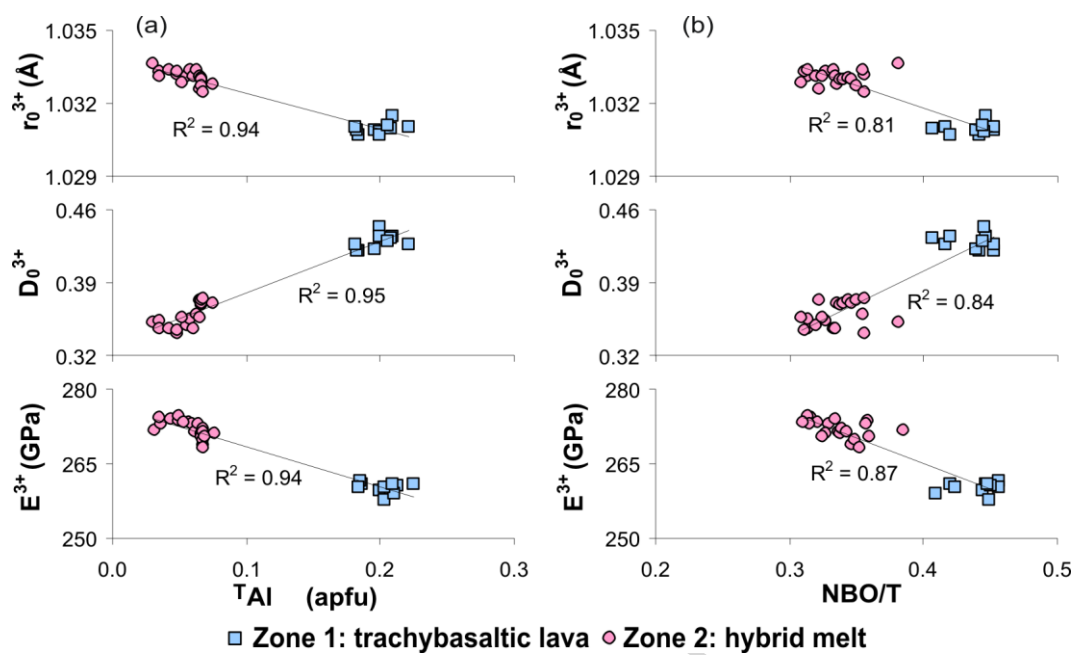 (a) (b)
r₀³⁺ (Å) 1.035 1.032 1.029 R² = 0.94
r₀³⁺ (Å) 1.035 1.032 1.029 R² = 0.81
D₀³⁺ 0.46 0.39 0.32 R² = 0.95
D₀³⁺ 0.46 0.39 0.32 R² = 0.84
E³⁺ (GPa) 280 265 250 R² = 0.94
E³⁺ (GPa) 280 265 250 R² = 0.87
0.0 0.1 0.2 0.3
0.2 0.3 0.4 0.5
ᵀAl (apfu)
NBO/T
Zone 1: trachybasaltic lava Zone 2: hybrid melt